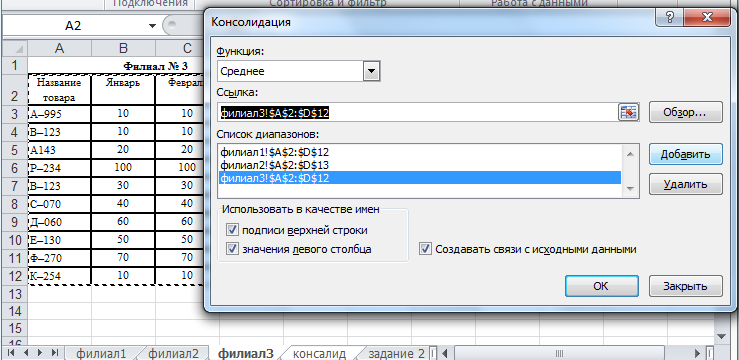 Подключения Сортировка и фильтр Работа с данными
A2
A B C
1 Филиал № 3
2 Название товара Январь Феврал
3 А–995 10 10
4 В–123 10 10
5 А143 20 20
6 Р–234 100 100
7 В–123 30 30
8 С–070 40 40
9 Д–060 60 60
10 Е–130 50 50
11 Ф–270 70 70
12 К–254 10 10
13
14
15
16
Консолидация
Функция:
Среднее
Ссылка:
филиал3!$A$2:$D$12 Обзор...
Список диапазонов:
филиал1!$A$2:$D$12 Добавить
филиал2!$A$2:$D$13
филиал3!$A$2:$D$12 Удалить
Использовать в качестве имен
подписи верхней строки
значения левого столбца Создавать связи с исходными данными
ОК Закрыть
филиал1 филиал2 филиал3 консалид задание 2